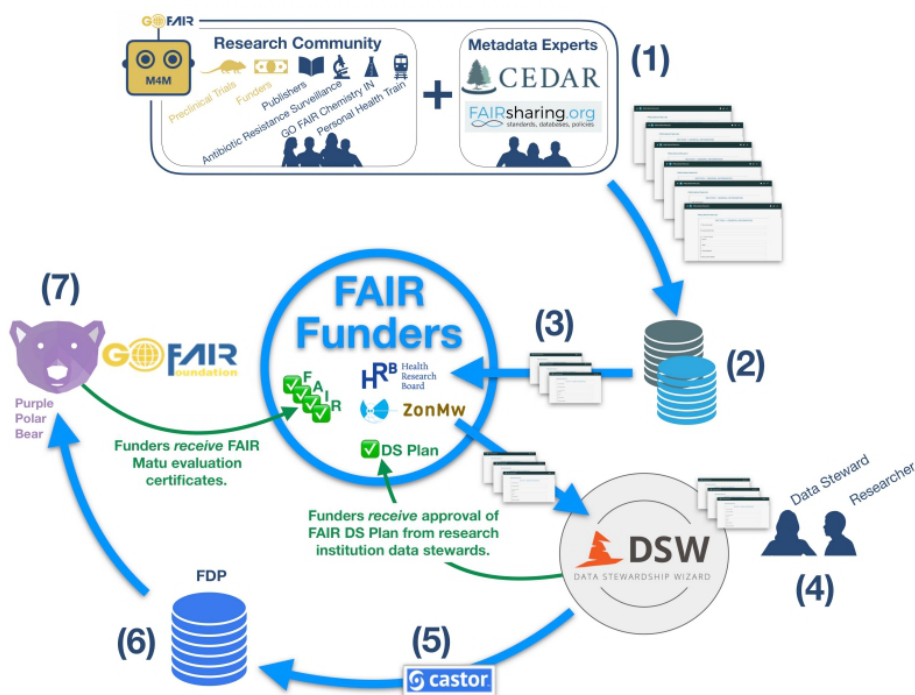 GOFAIR
M4M
Research Community
Preclinical Trials
Funders
Publishers
Antibiotic Resistance Surveillance
GO FAIR Chemistry IN
Personal Health Train
+
Metadata Experts
CEDAR
FAIRsharing.org
standards, databases, policies
(1)
(2)
(3)
FAIR
Funders
FAIR
HRB Health
Research
Board
ZonMw
DS Plan
(7)
GOFAIR
foundation
Purple
Polar
Bear
Funders receive FAIR
Matu evaluation
certificates.
Funders receive approval of
FAIR DS Plan from research
institution data stewards.
DSW
DATA STEWARDSHIP WIZARD
Data Steward
Researcher
(4)
(5)
castor
FDP
(6)